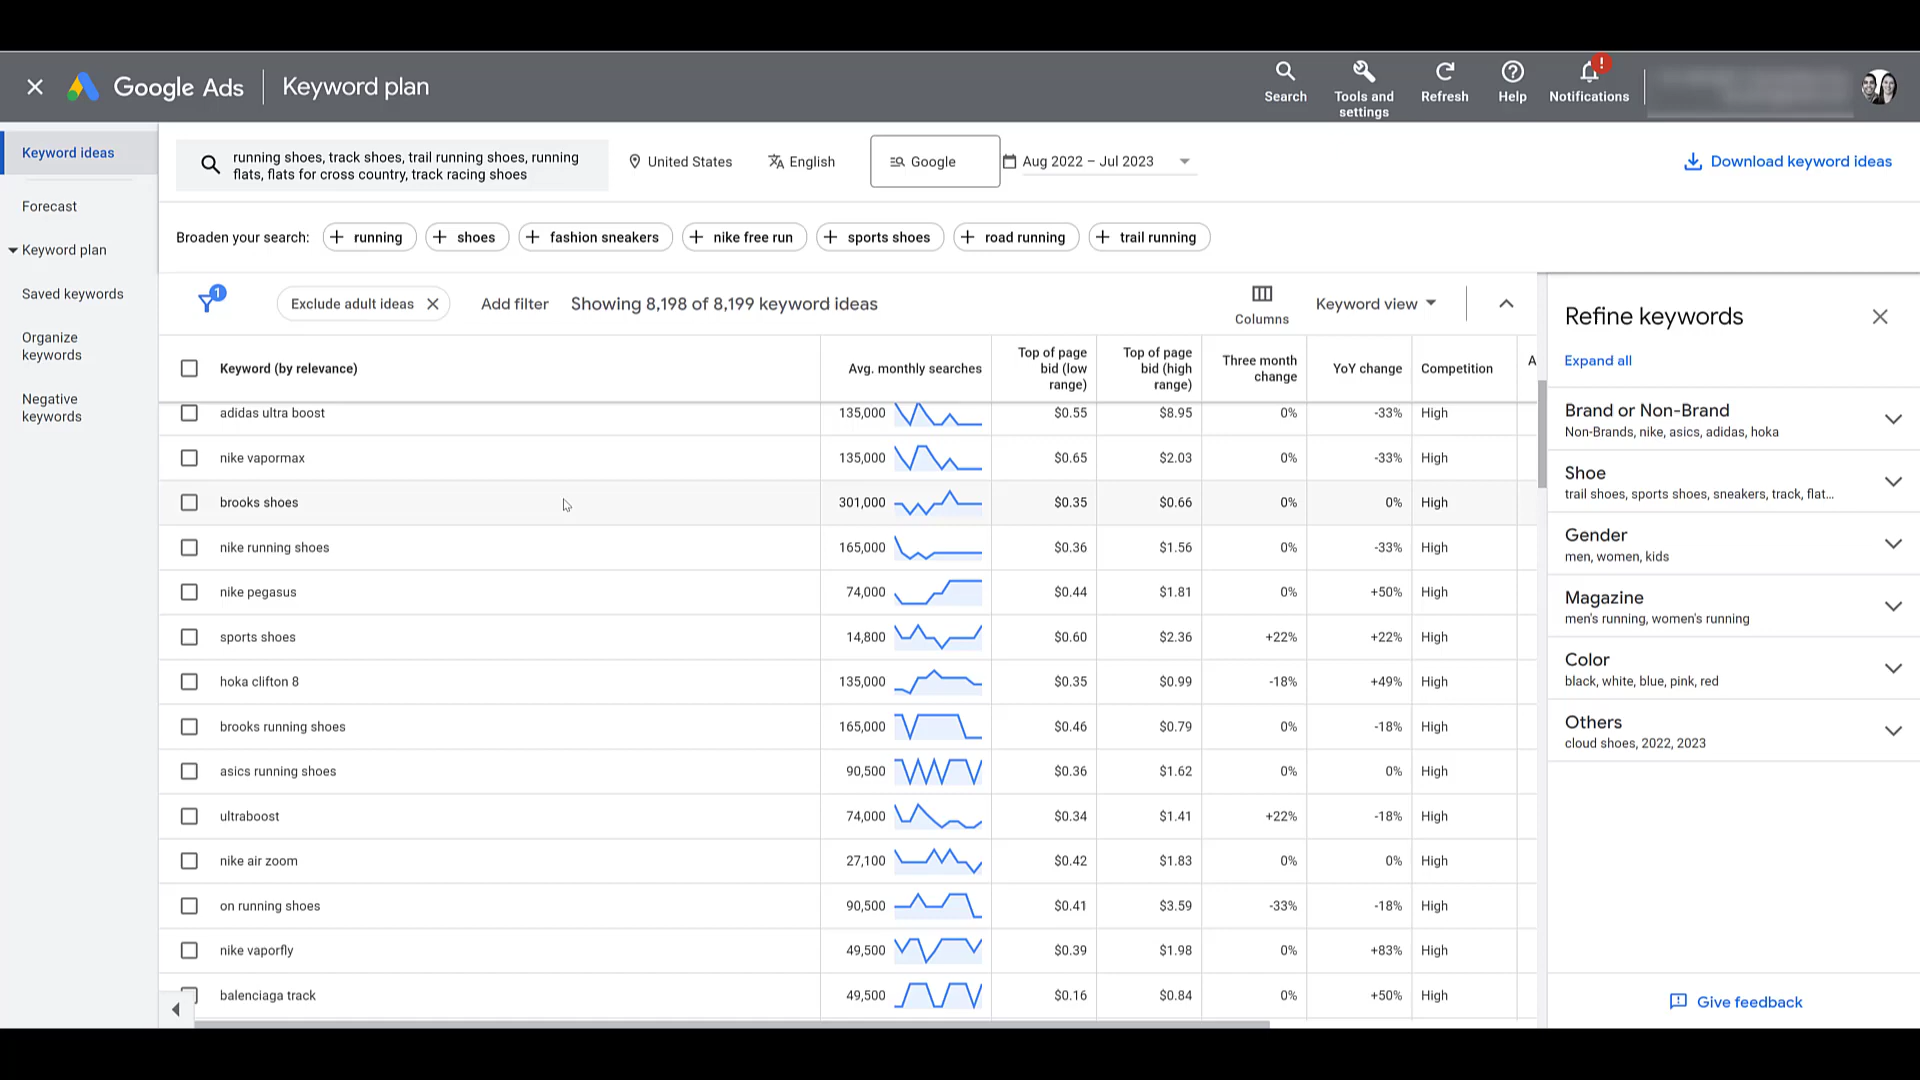 Google Ads
Keyword plan
Search
Tools and
settings
Refresh
Help
!
Notifications
Keyword ideas
Forecast
Keyword plan
Saved keywords
Organize
keywords
Negative
keywords
running shoes, track shoes, trail running shoes, running
flats, flats for cross country, track racing shoes
United States
English
Google
Aug 2022 – Jul 2023
Download keyword ideas
Broaden your search:
running
shoes
fashion sneakers
nike free run
sports shoes
road running
trail running
1
Exclude adult ideas
Add filter
Showing 8,198 of 8,199 keyword ideas
Columns
Keyword view
Keyword (by relevance)
Avg. monthly searches
Top of page
bid (low
range)
Top of page
bid (high
range)
Three month
change
YoY change
Competition
A
adidas ultra boost 135,000 $0.55 $8.95 0% -33% High
nike vapormax 135,000 $0.65 $2.03 0% -33% High
brooks shoes 301,000 $0.35 $0.66 0% 0% High
nike running shoes 165,000 $0.36 $1.56 0% -33% High
nike pegasus 74,000 $0.44 $1.81 0% +50% High
sports shoes 14,800 $0.60 $2.36 +22% +22% High
hoka clifton 8 135,000 $0.35 $0.99 -18% +49% High
brooks running shoes 165,000 $0.46 $0.79 0% -18% High
asics running shoes 90,500 $0.36 $1.62 0% 0% High
ultraboost 74,000 $0.34 $1.41 +22% -18% High
nike air zoom 27,100 $0.42 $1.83 0% 0% High
on running shoes 90,500 $0.41 $3.59 -33% -18% High
nike vaporfly 49,500 $0.39 $1.98 0% +83% High
balenciaga track 49,500 $0.16 $0.84 0% +50% High
Refine keywords
Expand all
Brand or Non-Brand
Non-Brands, nike, asics, adidas, hoka
Shoe
trail shoes, sports shoes, sneakers, track, flat...
Gender
men, women, kids
Magazine
men's running, women's running
Color
black, white, blue, pink, red
Others
cloud shoes, 2022, 2023
Give feedback